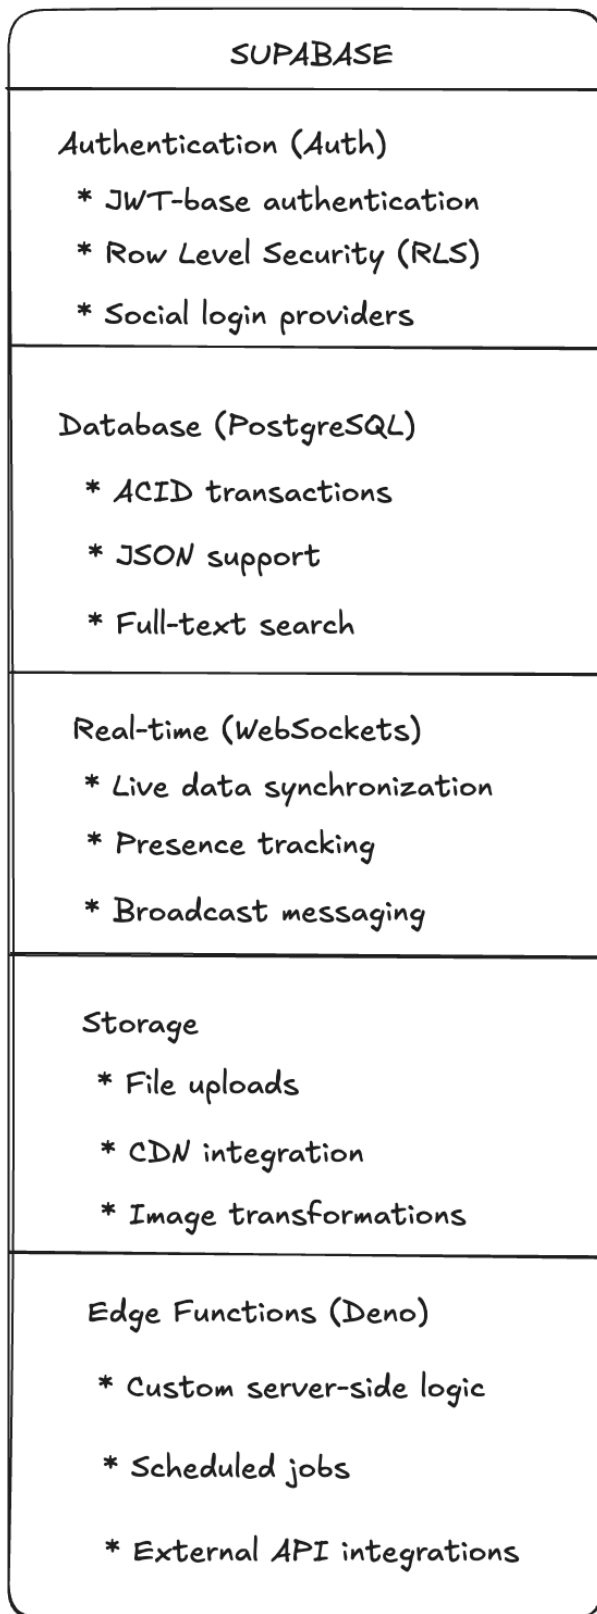 SUPABASE
Authentication (Auth)
* JWT-base authentication
* Row Level Security (RLS)
* Social login providers
Database (PostgreSQL)
* ACID transactions
* JSON support
* Full-text search
Real-time (WebSockets)
* Live data synchronization
* Presence tracking
* Broadcast messaging
Storage
* File uploads
* CDN integration
* Image transformations
Edge Functions (Deno)
* Custom server-side logic
* Scheduled jobs
* External API integrations